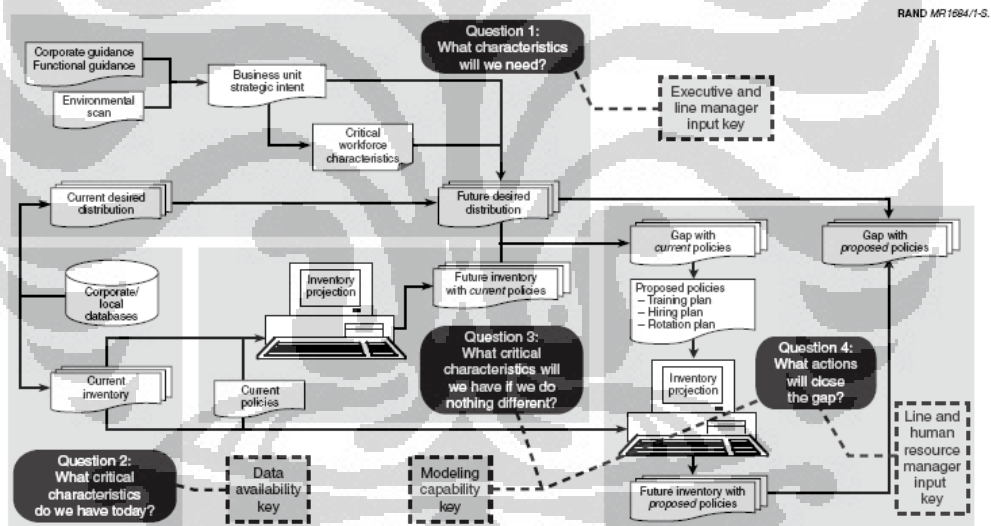 RAND MR1684/1-S.
Question 1:
What characteristics
will we need?
Corporate guidance
Functional guidance
Environmental
scan
Business unit
strategic intent
Critical
workforce
characteristics
Executive and
line manager
input key
Current desired
distribution
Future desired
distribution
Gap with
current policies
Gap with
proposed policies
Corporate/
local
databases
Inventory
projection
Future inventory
with current policies
Proposed policies
– Training plan
– Hiring plan
– Rotation plan
Question 3:
What critical
characteristics will
we have if we do
nothing different?
Question 4:
What actions
will close
the gap?
Current
inventory
Current
policies
Inventory
projection
Line and
human
resource
manager
input
key
Question 2:
What critical
characteristics
do we have today?
Data
availability
key
Modeling
capability
key
Future inventory with
proposed policies